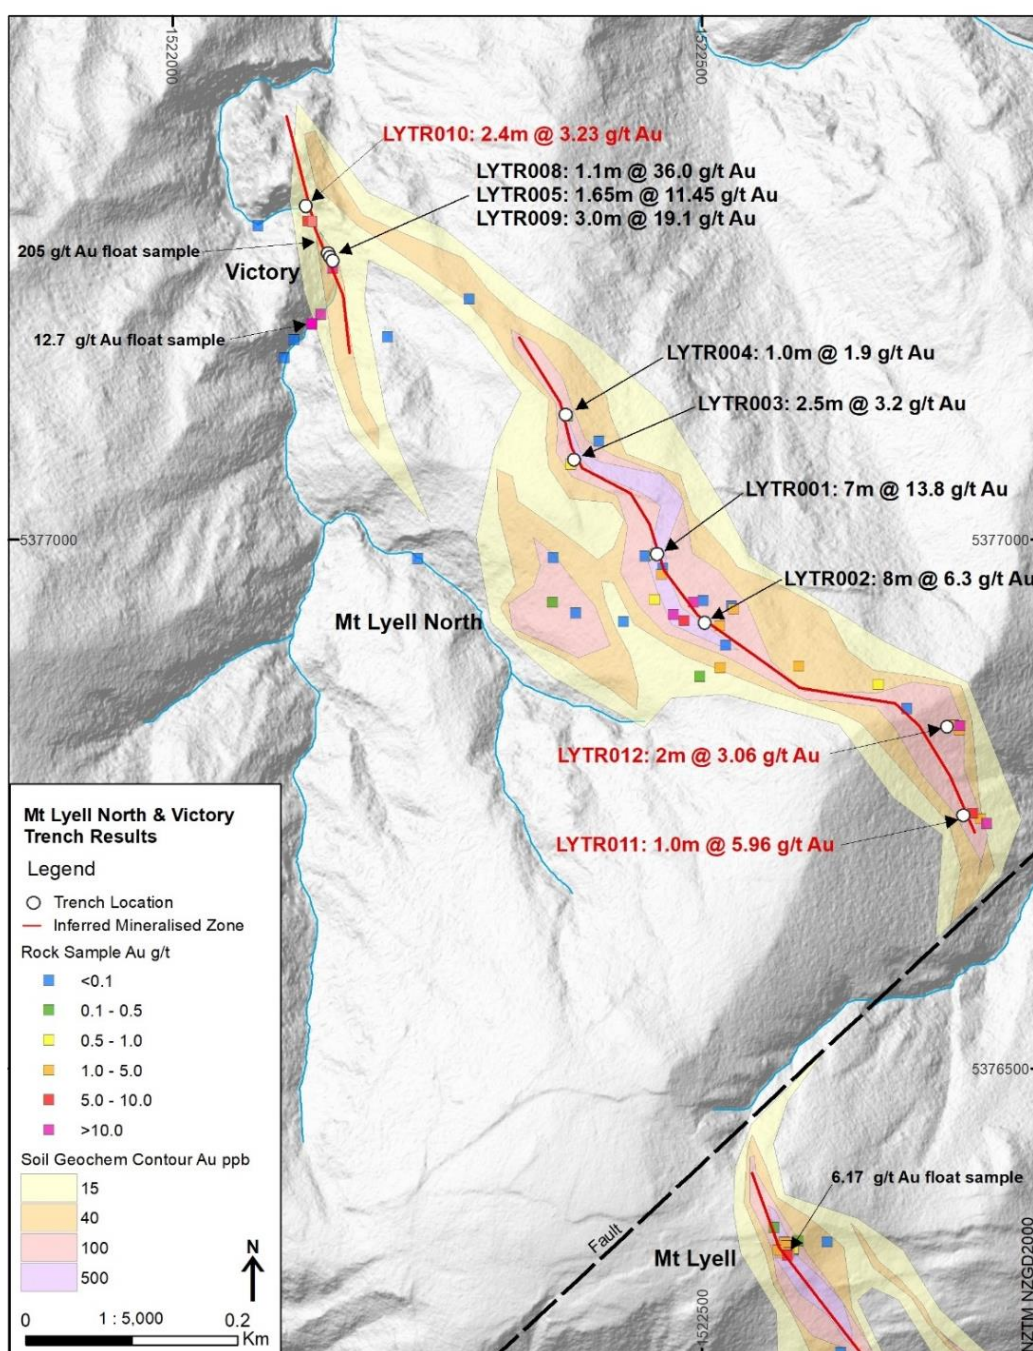 1522000
1522500
LYTR010: 2.4m @ 3.23 g/t Au
LYTR008: 1.1m @ 36.0 g/t Au
LYTR005: 1.65m @ 11.45 g/t Au
LYTR009: 3.0m @ 19.1 g/t Au
205 g/t Au float sample
Victory
12.7 g/t Au float sample
LYTR004: 1.0m @ 1.9 g/t Au
LYTR003: 2.5m @ 3.2 g/t Au
LYTR001: 7m @ 13.8 g/t Au
5377000
5377000
LYTR002: 8m @ 6.3 g/t Au
Mt Lyell North
LYTR012: 2m @ 3.06 g/t Au
LYTR011: 1.0m @ 5.96 g/t Au
Mt Lyell North & Victory
Trench Results
Legend
Trench Location
Inferred Mineralised Zone
Rock Sample Au g/t
<0.1
0.1 - 0.5
0.5 - 1.0
1.0 - 5.0
5.0 - 10.0
>10.0
Soil Geochem Contour Au ppb
15
40
100
500
N
0
1 : 5,000
0.2
Km
5376500
6.17 g/t Au float sample
Fault
Mt Lyell
1522500
NZTM NZGD2000